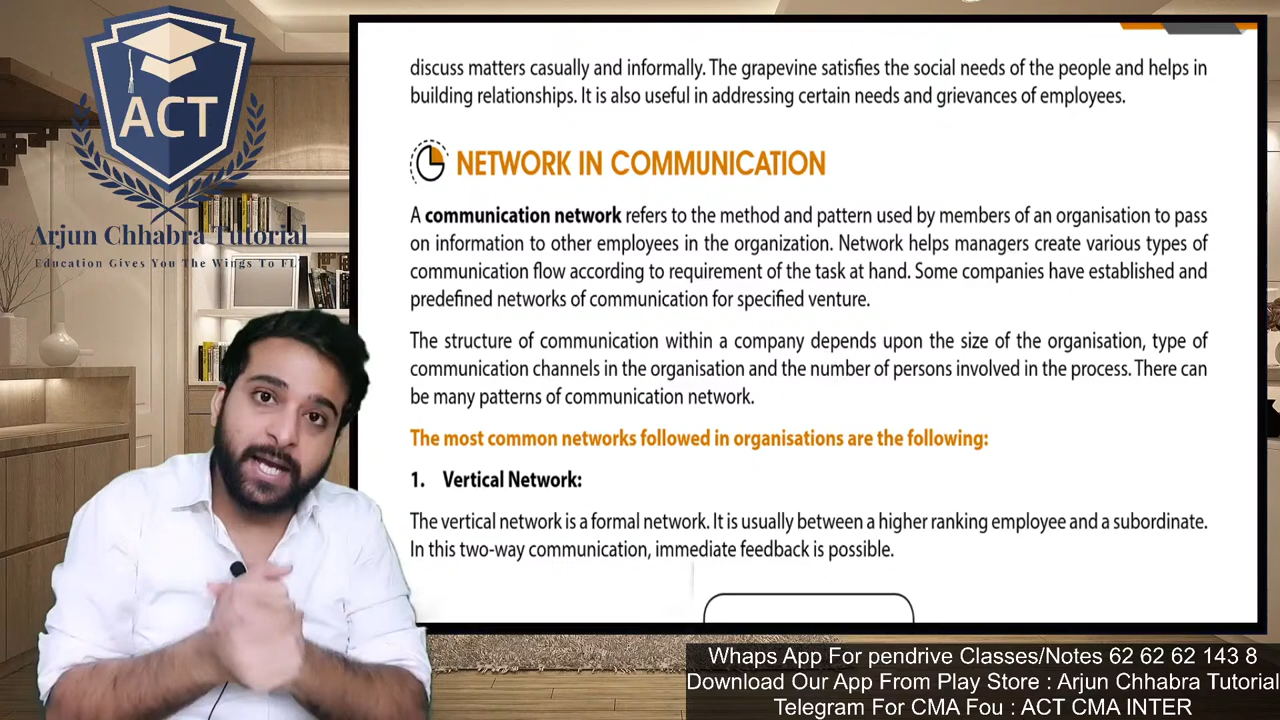 ACT
Arjun Chhabra Tutorial
Education Gives You The Wings To FL
discuss matters casually and informally. The grapevine satisfies the social needs of the people and helps in
building relationships. It is also useful in addressing certain needs and grievances of employees.
NETWORK IN COMMUNICATION
A communication network refers to the method and pattern used by members of an organisation to pass
on information to other employees in the organization. Network helps managers create various types of
communication flow according to requirement of the task at hand. Some companies have established and
predefined networks of communication for specified venture.
The structure of communication within a company depends upon the size of the organisation, type of
communication channels in the organisation and the number of persons involved in the process. There can
be many patterns of communication network.
The most common networks followed in organisations are the following:
1. Vertical Network:
The vertical network is a formal network. It is usually between a higher ranking employee and a subordinate.
In this two-way communication, immediate feedback is possible.
Whaps App For pendrive Classes/Notes 62 62 62 143 8
Download Our App From Play Store : Arjun Chhabra Tutorial
Telegram For CMA Fou : ACT CMA INTER